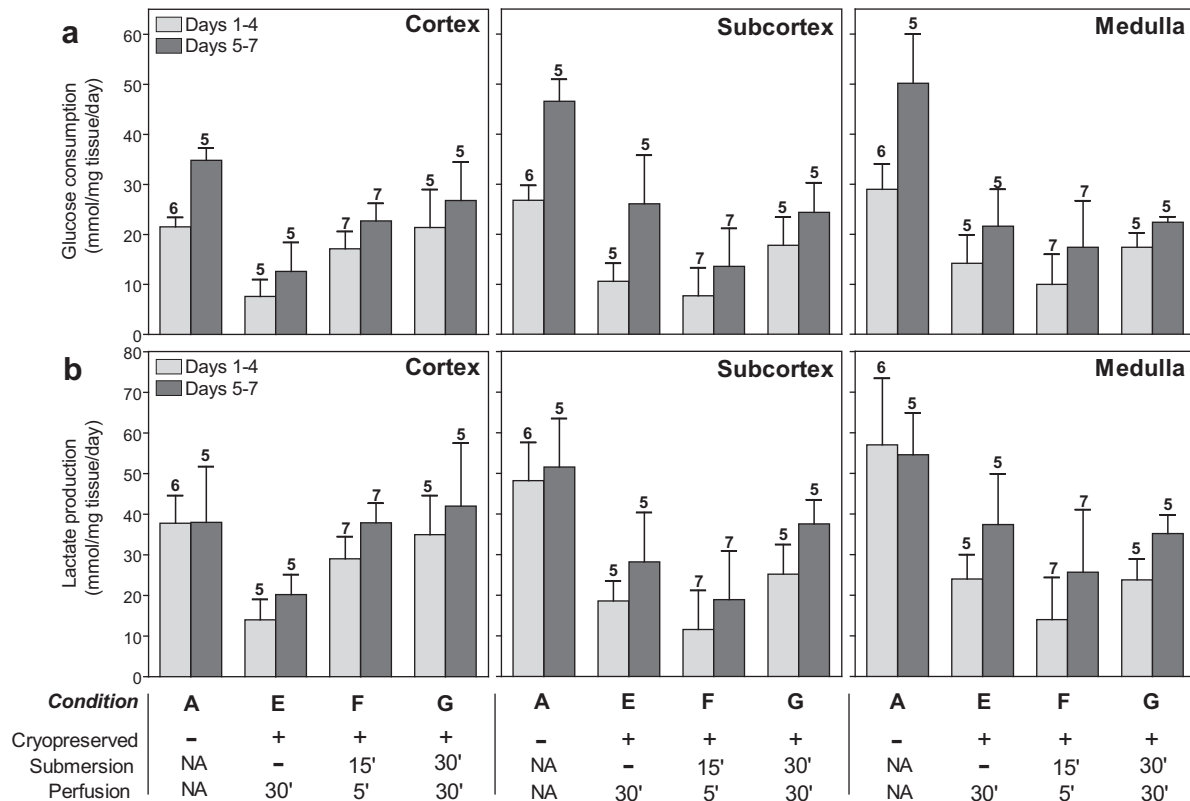 a
Days 1-4
Days 5-7
Cortex
Subcortex
Medulla
Glucose consumption
(mmol/mg tissue/day)
60
50
40
30
20
10
0
6 5 5 5 7 7 5 5
6 5 5 5 7 7 5 5
6 5 5 5 7 7 5 5
b
Days 1-4
Days 5-7
Cortex
Subcortex
Medulla
Lactate production
(mmol/mg tissue/day)
80
70
60
50
40
30
20
10
0
6 5 5 5 7 7 5 5
6 5 5 5 7 7 5 5
6 5 5 5 7 7 5 5
Condition A E F G A E F G A E F G
Cryopreserved – + + + – + + + – + + +
Submersion NA – 15' 30' NA – 15' 30' NA – 15' 30'
Perfusion NA 30' 5' 30' NA 30' 5' 30' NA 30' 5' 30'